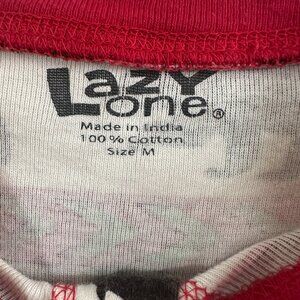 Lazy
one®
Made in India
100% Cotton
Size M